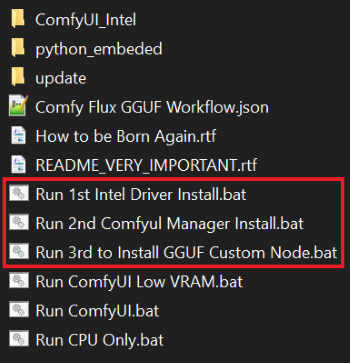 ComfyUI_Intel
python_embeded
update
Comfy Flux GGUF Workflow.json
How to be Born Again.rtf
README_VERY_IMPORTANT.rtf
Run 1st Intel Driver Install.bat
Run 2nd ComfyuI Manager Install.bat
Run 3rd to Install GGUF Custom Node.bat
Run ComfyUI Low VRAM.bat
Run ComfyUI.bat
Run CPU Only.bat